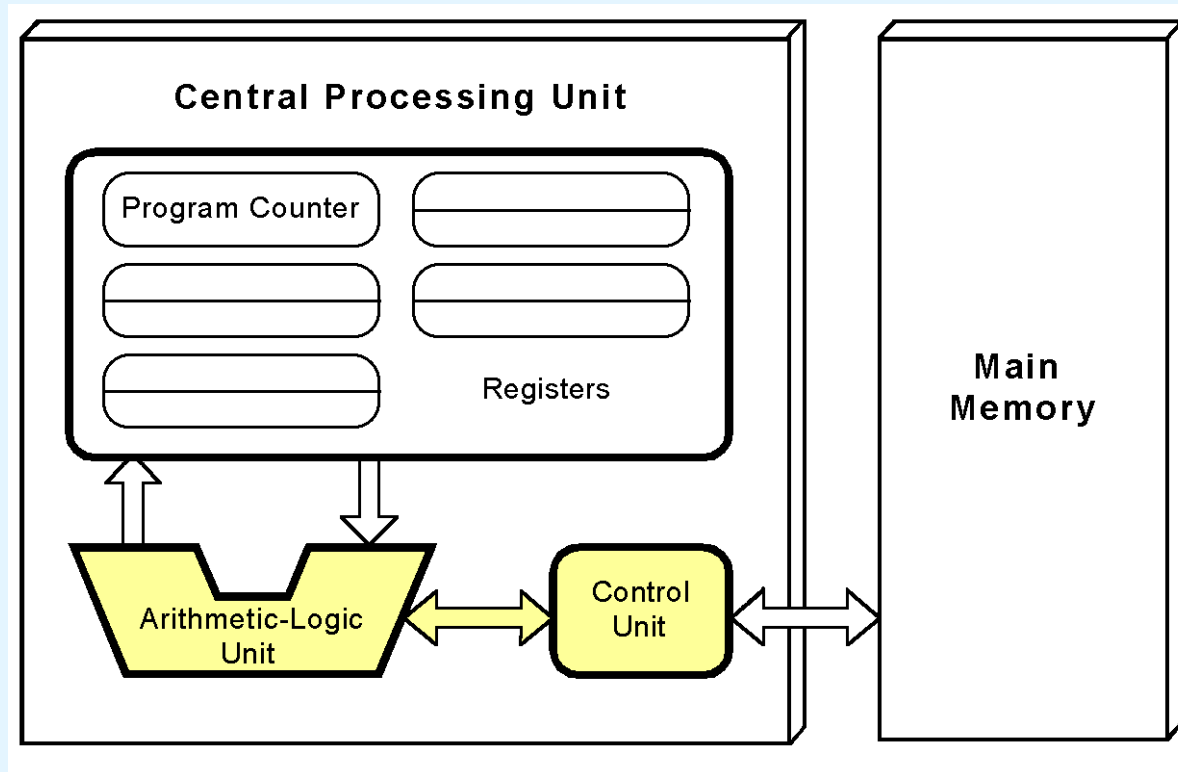 Central Processing Unit
Program Counter
Registers
Main
Memory
Arithmetic-Logic
Unit
Control
Unit